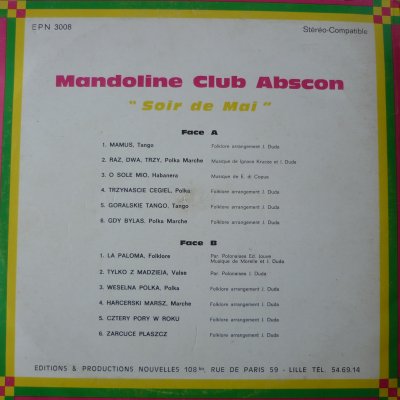 EPN 3008
Stéréo-Compatible
Mandoline Club Abscon
"Soir de Mai"
Face A
1. MAMUS, Tango Folklore arrangement J. Duda
2. RAZ, DWA, TRZY, Polka Marche Musique de Ignace Kracse et I. Duda
3. O SOLE MIO, Habanera Musique de E. di Capua
4. TRZYNASCIE CEGIEL, Polka Folklore arrangement J. Duda
5. GORALSKIE TANGO, Tango Folklore arrangement J. Duda
6. GDY BYLAS, Polka Marche Folklore arrangement J. Duda
Face B
1. LA PALOMA, Folklore Par. Polonaises Ed. Jouve
Musique de Morelle et I. Duda
2. TYLKO Z MADZIEIA, Valse Par. Polonaises I. Duda
3. WESELNA POLKA, Polka Folklore arrangement J. Duda
4. HARCERSKI MARSZ, Marche Folklore arrangement J. Duda
5. CZTERY PORY W ROKU Folklore arrangement J. Duda
6. ZARCUCE PLASZCZ Folklore arrangement J. Duda
EDITIONS & PRODUCTIONS NOUVELLES 108 bis, RUE DE PARIS 59 - LILLE TÉL. 54.69.14